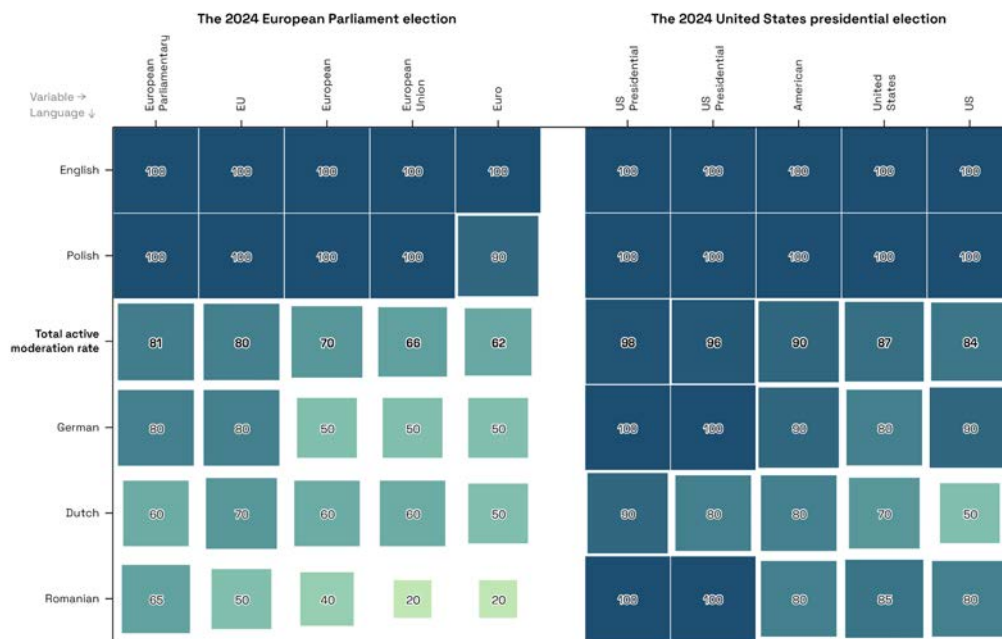 The 2024 European Parliament election
The 2024 United States presidential election
Variable →
Language ↓
European
Parliamentary
EU
European
European
Union
Euro
US
Presidential
US
Presidential
American
United
States
US
English 100 100 100 100 100 100 100 100 100 100
Polish 100 100 100 100 90 100 100 100 100 100
Total active
moderation rate 81 80 70 66 62 98 96 90 87 84
German 80 80 50 50 50 100 100 90 80 90
Dutch 60 70 60 60 50 90 80 80 70 50
Romanian 65 50 40 20 20 100 100 80 85 80